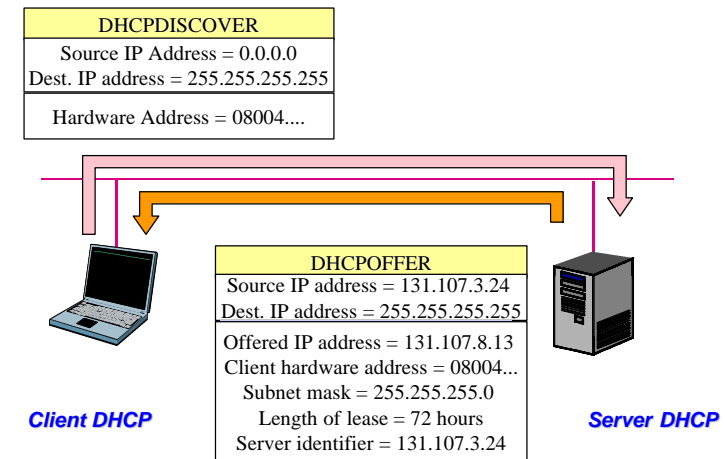 DHCPDISCOVER
Source IP Address = 0.0.0.0
Dest. IP address = 255.255.255.255
Hardware Address = 08004....
DHCPOFFER
Source IP address = 131.107.3.24
Dest. IP address = 255.255.255.255
Offered IP address = 131.107.8.13
Client hardware address = 08004...
Subnet mask = 255.255.255.0
Length of lease = 72 hours
Server identifier = 131.107.3.24
Client DHCP
Server DHCP